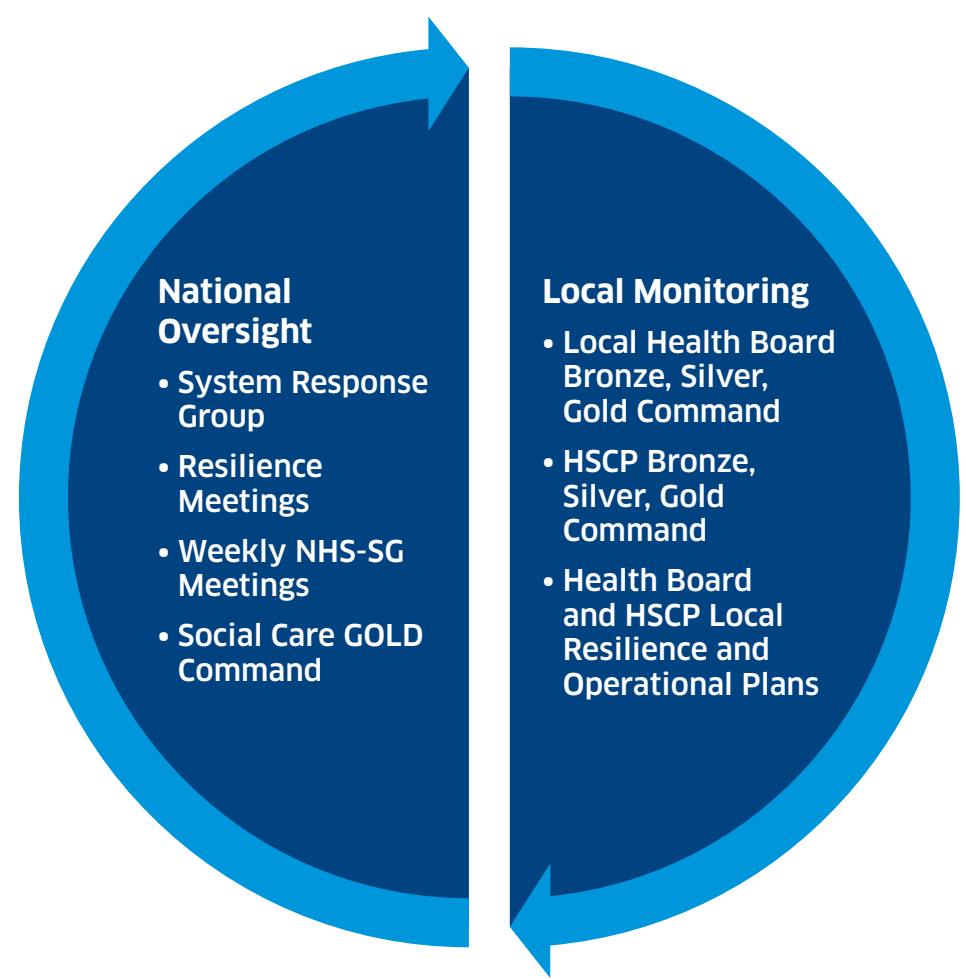 National
Oversight
• System Response
Group
• Resilience
Meetings
• Weekly NHS-SG
Meetings
• Social Care GOLD
Command
Local Monitoring
• Local Health Board
Bronze, Silver,
Gold Command
• HSCP Bronze,
Silver, Gold
Command
• Health Board
and HSCP Local
Resilience and
Operational Plans